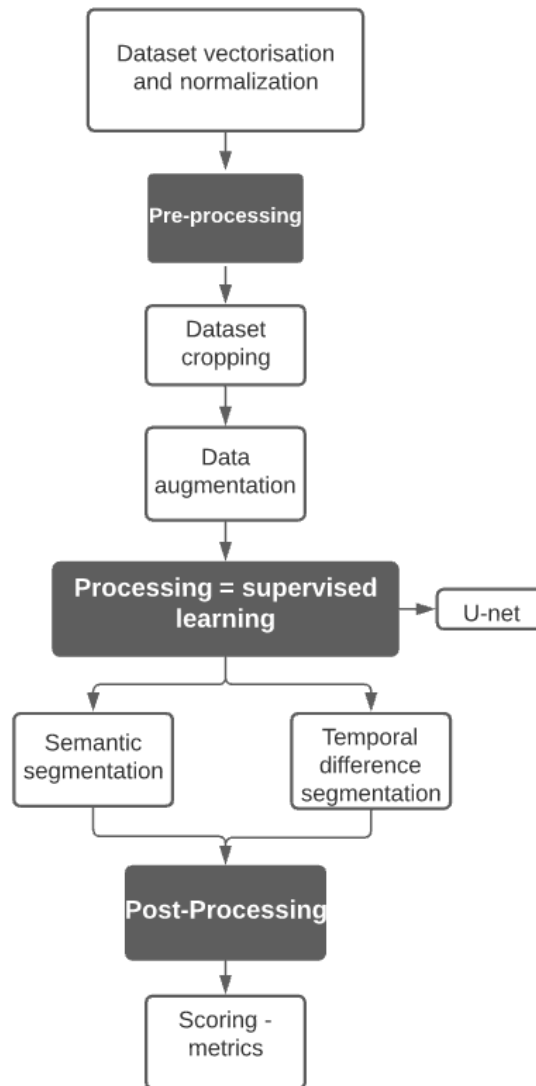 Dataset vectorisation
and normalization
Pre-processing
Dataset
cropping
Data
augmentation
Processing = supervised
learning
U-net
Semantic
segmentation
Temporal
difference
segmentation
Post-Processing
Scoring -
metrics